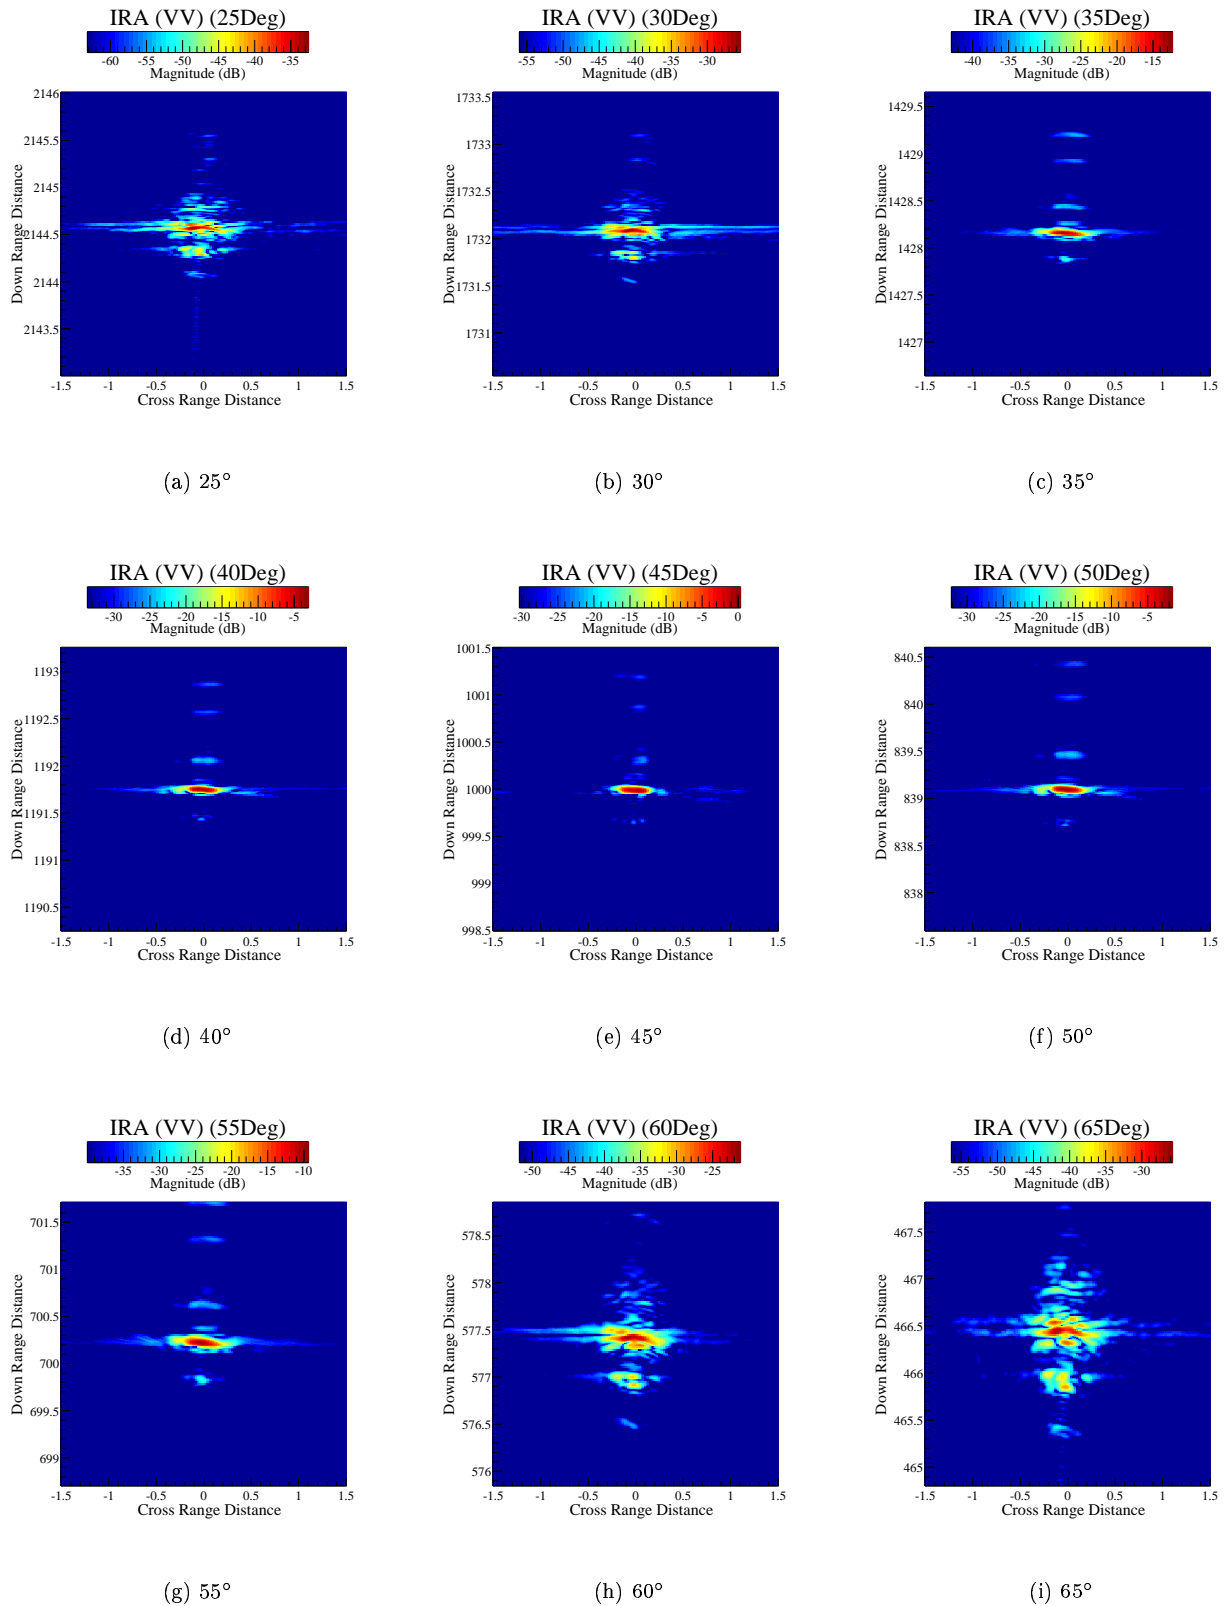 IRA (VV) (25Deg)
-60 -55 -50 -45 -40 -35
Magnitude (dB)
2146
2145.5
2145
2144.5
2144
2143.5
Down Range Distance
-1.5 -1 -0.5 0 0.5 1 1.5
Cross Range Distance
(a) 25°
IRA (VV) (30Deg)
-55 -50 -45 -40 -35 -30
Magnitude (dB)
1733.5
1733
1732.5
1732
1731.5
1731
Down Range Distance
-1.5 -1 -0.5 0 0.5 1 1.5
Cross Range Distance
(b) 30°
IRA (VV) (35Deg)
-40 -35 -30 -25 -20 -15
Magnitude (dB)
1429.5
1429
1428.5
1428
1427.5
1427
Down Range Distance
-1.5 -1 -0.5 0 0.5 1 1.5
Cross Range Distance
(c) 35°
IRA (VV) (40Deg)
-30 -25 -20 -15 -10 -5
Magnitude (dB)
1193
1192.5
1192
1191.5
1191
1190.5
Down Range Distance
-1.5 -1 -0.5 0 0.5 1 1.5
Cross Range Distance
(d) 40°
IRA (VV) (45Deg)
-30 -25 -20 -15 -10 -5 0
Magnitude (dB)
1001.5
1001
1000.5
1000
999.5
999
998.5
Down Range Distance
-1.5 -1 -0.5 0 0.5 1 1.5
Cross Range Distance
(e) 45°
IRA (VV) (50Deg)
-30 -25 -20 -15 -10 -5
Magnitude (dB)
840.5
840
839.5
839
838.5
838
Down Range Distance
-1.5 -1 -0.5 0 0.5 1 1.5
Cross Range Distance
(f) 50°
IRA (VV) (55Deg)
-35 -30 -25 -20 -15 -10
Magnitude (dB)
701.5
701
700.5
700
699.5
699
Down Range Distance
-1.5 -1 -0.5 0 0.5 1 1.5
Cross Range Distance
(g) 55°
IRA (VV) (60Deg)
-50 -45 -40 -35 -30 -25
Magnitude (dB)
578.5
578
577.5
577
576.5
576
Down Range Distance
-1.5 -1 -0.5 0 0.5 1 1.5
Cross Range Distance
(h) 60°
IRA (VV) (65Deg)
-55 -50 -45 -40 -35 -30
Magnitude (dB)
467.5
467
466.5
466
465.5
465
Down Range Distance
-1.5 -1 -0.5 0 0.5 1 1.5
Cross Range Distance
(i) 65°